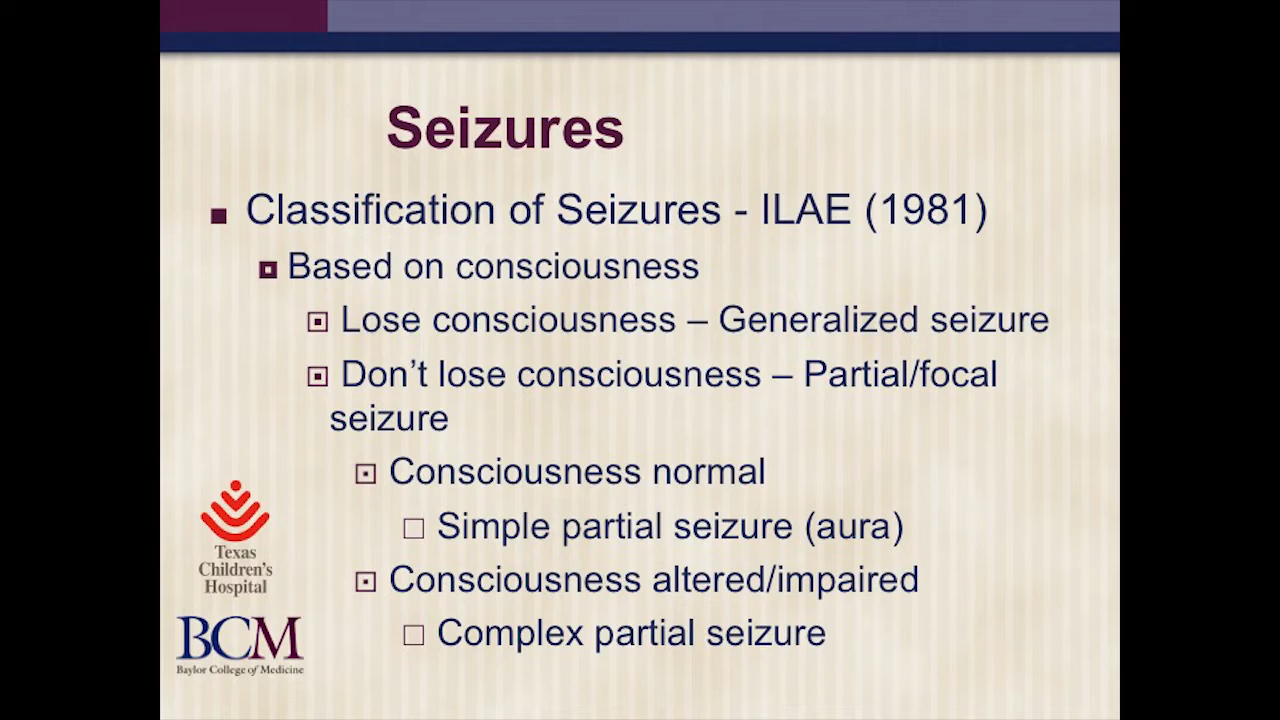 Seizures
Classification of Seizures - ILAE (1981)
Based on consciousness
Lose consciousness – Generalized seizure
Don’t lose consciousness – Partial/focal
seizure
Consciousness normal
Simple partial seizure (aura)
Consciousness altered/impaired
Complex partial seizure
Texas
Children's
Hospital
BCM
Baylor College of Medicine